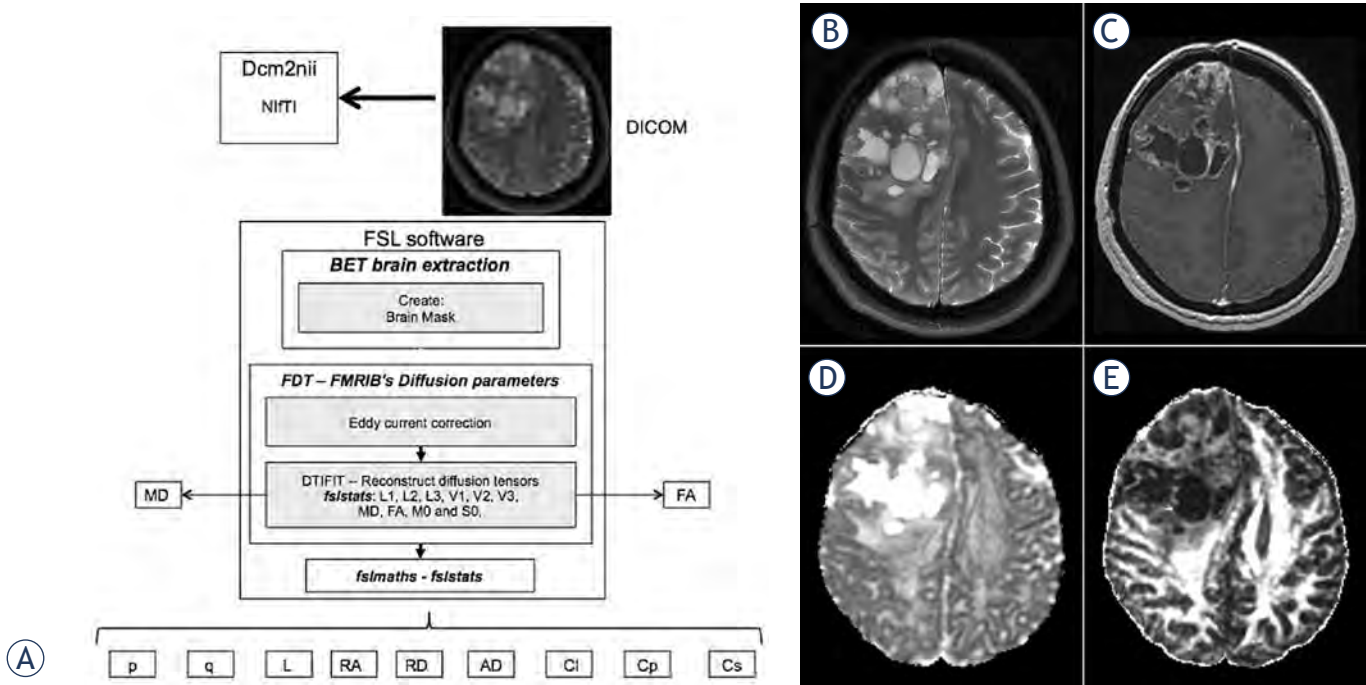 Dcm2nii
NIfTI
DICOM
FSL software
BET brain extraction
Create:
Brain Mask
FDT – FMRIB's Diffusion parameters
Eddy current correction
DTIFIT – Reconstruct diffusion tensors
fslstats: L1, L2, L3, V1, V2, V3,
MD, FA, M0 and S0,
MD
FA
fslmaths - fslstats
p q L RA RD AD Cl Cp Cs
A
B
C
D
E